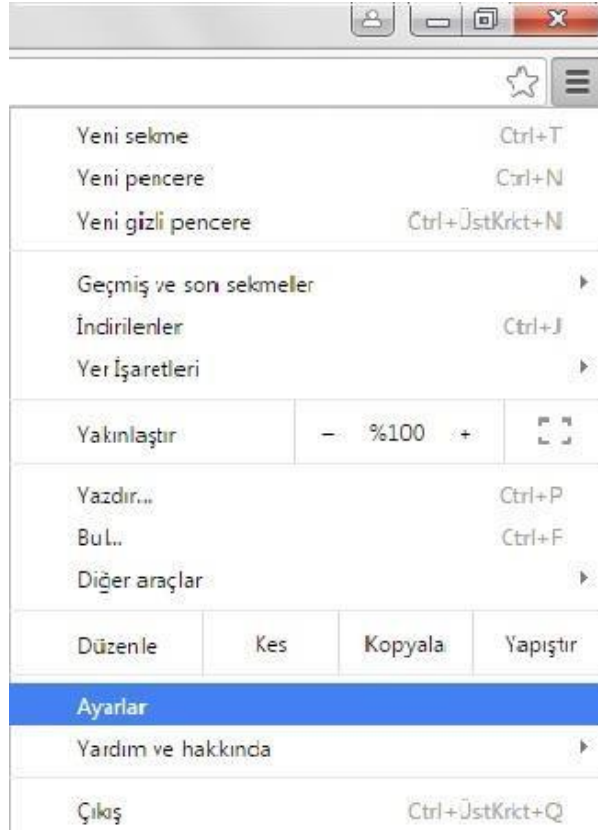 Yeni sekme Ctrl+T
Yeni pencere Ctrl+N
Yeni gizli pencere Ctrl+ÜstKrkt+N
Geçmiş ve son sekmeler
İndirilenler Ctrl+J
Yer İşaretleri
Yakınlaştır – %100 +
Yazdır... Ctrl+P
Bul... Ctrl+F
Diğer araçlar
Düzenle Kes Kopyala Yapıştır
Ayarlar
Yardım ve hakkında
Çıkış Ctrl+ÜstKrkt+Q